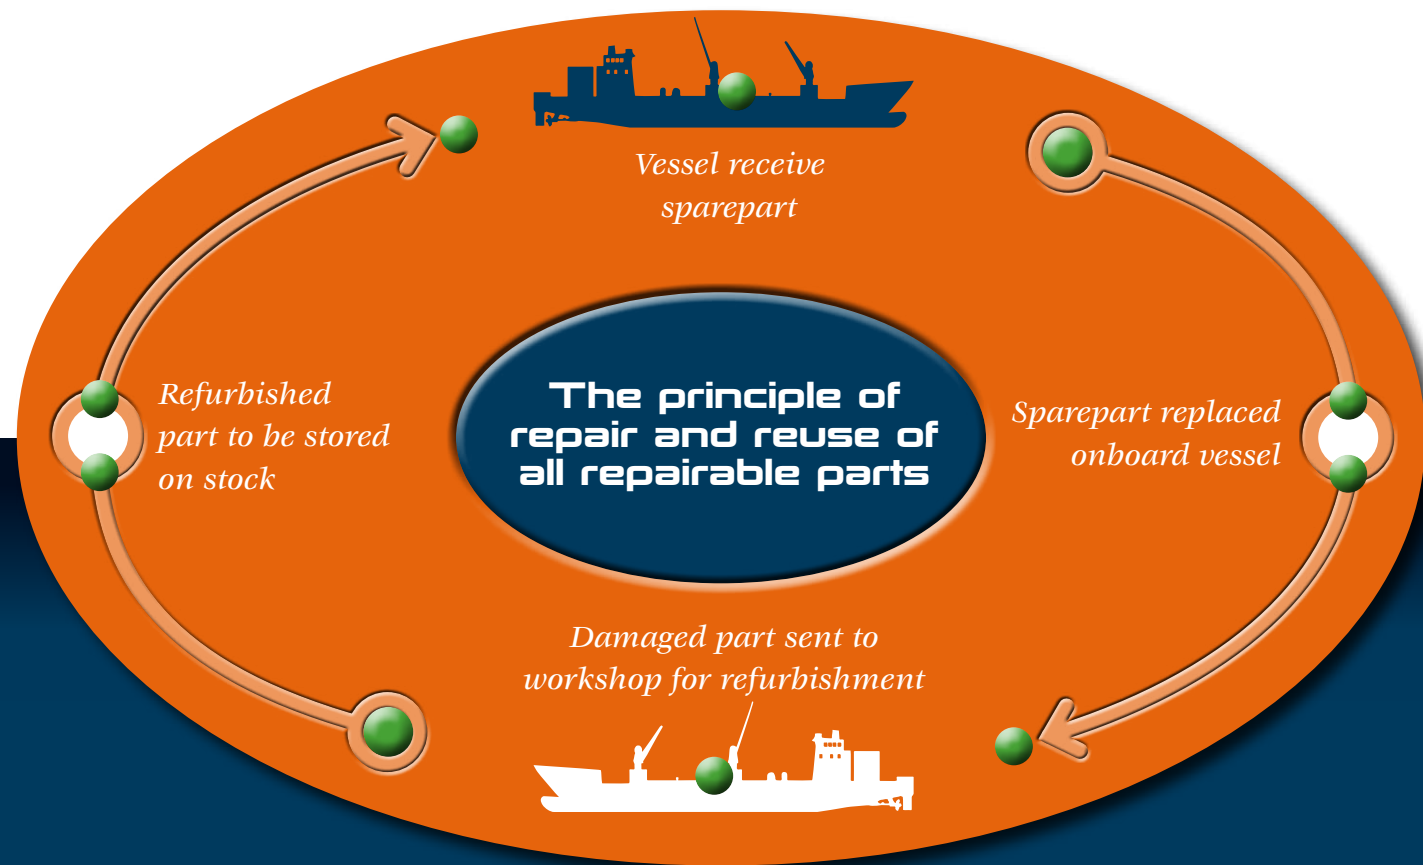 Vessel receive
sparepart
Refurbished
part to be stored
on stock
The principle of
repair and reuse of
all repairable parts
Sparepart replaced
onboard vessel
Damaged part sent to
workshop for refurbishment